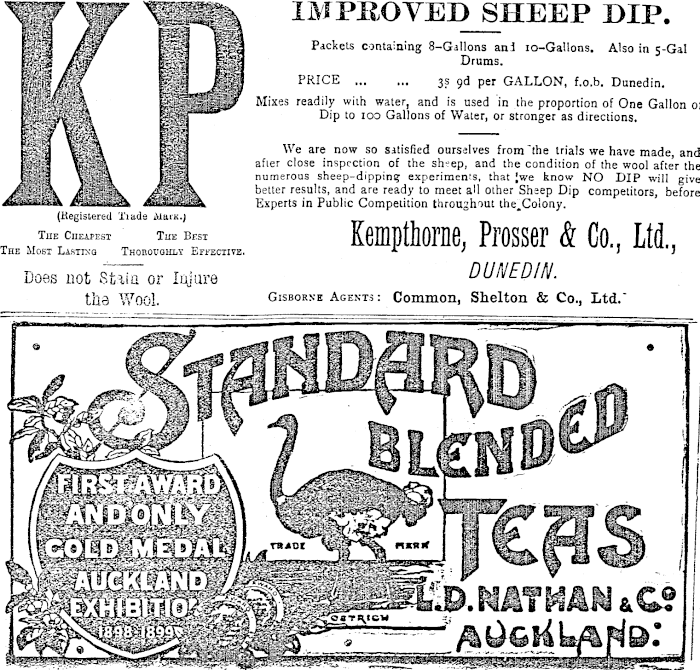 KP
(Registered Trade Mark.)
THE CHEAPEST THE BEST
THE MOST LASTING THOROUGHLY EFFECTIVE.
Does not Stain or Injure
the Wool.
IMPROVED SHEEP DIP.
Packets containing 8-Gallons and 10-Gallons. Also in 5-Gal
Drums.
PRICE ... ... 3s 9d per GALLON, f.o.b. Dunedin.
Mixes readily with water, and is used in the proportion of One Gallon of
Dip to 100 Gallons of Water, or stronger as directions.
We are now so satisfied ourselves from the trials we have made, and
after close inspection of the sheep, and the condition of the wool after the
numerous sheep-dipping experiments, that we know NO DIP will give
better results, and are ready to meet all other Sheep Dip competitors, before
Experts in Public Competition throughout the Colony.
Kempthorne, Prosser & Co., Ltd.,
DUNEDIN.
GISBORNE AGENTS: Common, Shelton & Co., Ltd.
STANDARD
BLENDED
TEAS
FIRST AWARD
AND ONLY
GOLD MEDAL
AUCKLAND
EXHIBITION
1898-1899
TRADE MARK
OSTRICH
L.D. NATHAN & Co
AUCKLAND: